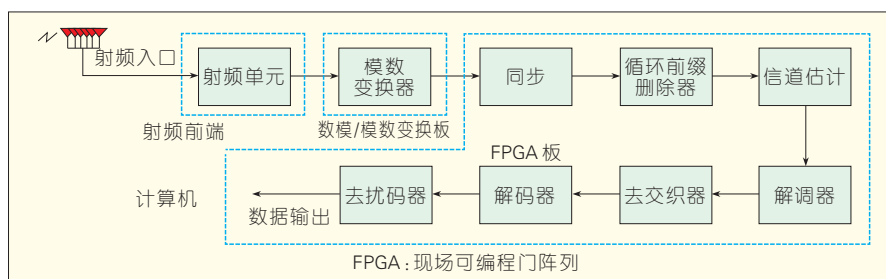 射频入口
射频单元
模数
变换器
同步
循环前缀
删除器
信道估计
射频前端
数模/模数变换板
FPGA 板
计算机
数据输出
去扰码器
解码器
去交织器
解调器
FPGA：现场可编程门阵列